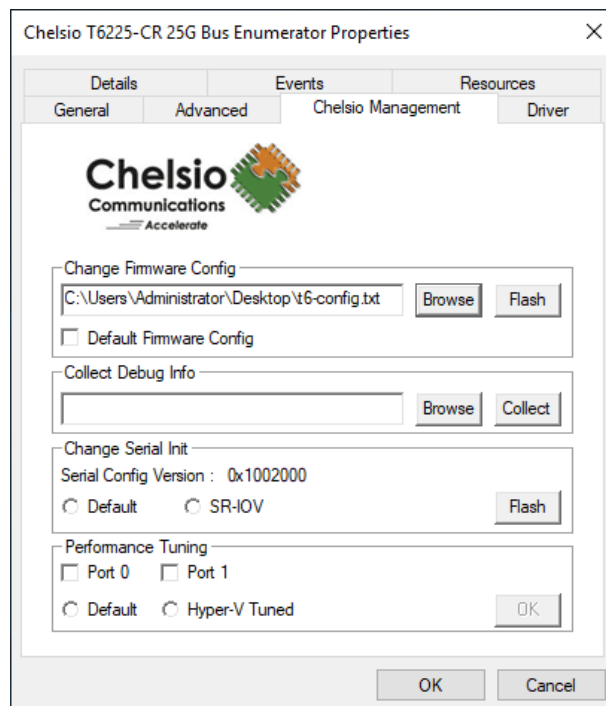 Chelsio T6225-CR 25G Bus Enumerator Properties
Details Events Resources
General Advanced Chelsio Management Driver
Chelsio
Communications
Accelerate
Change Firmware Config
C:\Users\Administrator\Desktop\t6-config.txt Browse Flash
Default Firmware Config
Collect Debug Info
Browse Collect
Change Serial Init
Serial Config Version : 0x1002000
Default SR-IOV Flash
Performance Tuning
Port 0 Port 1
Default Hyper-V Tuned OK
OK Cancel